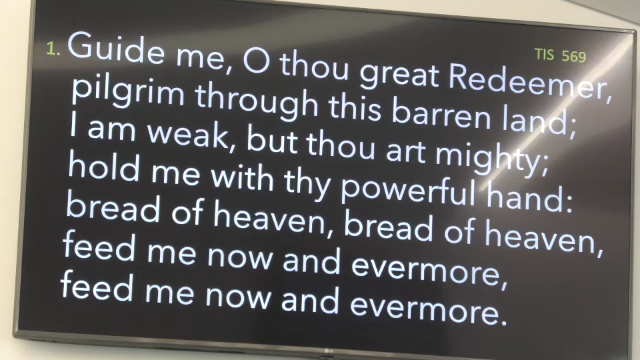 TIS 569
1. Guide me, O thou great Redeemer,
pilgrim through this barren land;
I am weak, but thou art mighty;
hold me with thy powerful hand:
bread of heaven, bread of heaven,
feed me now and evermore,
feed me now and evermore.